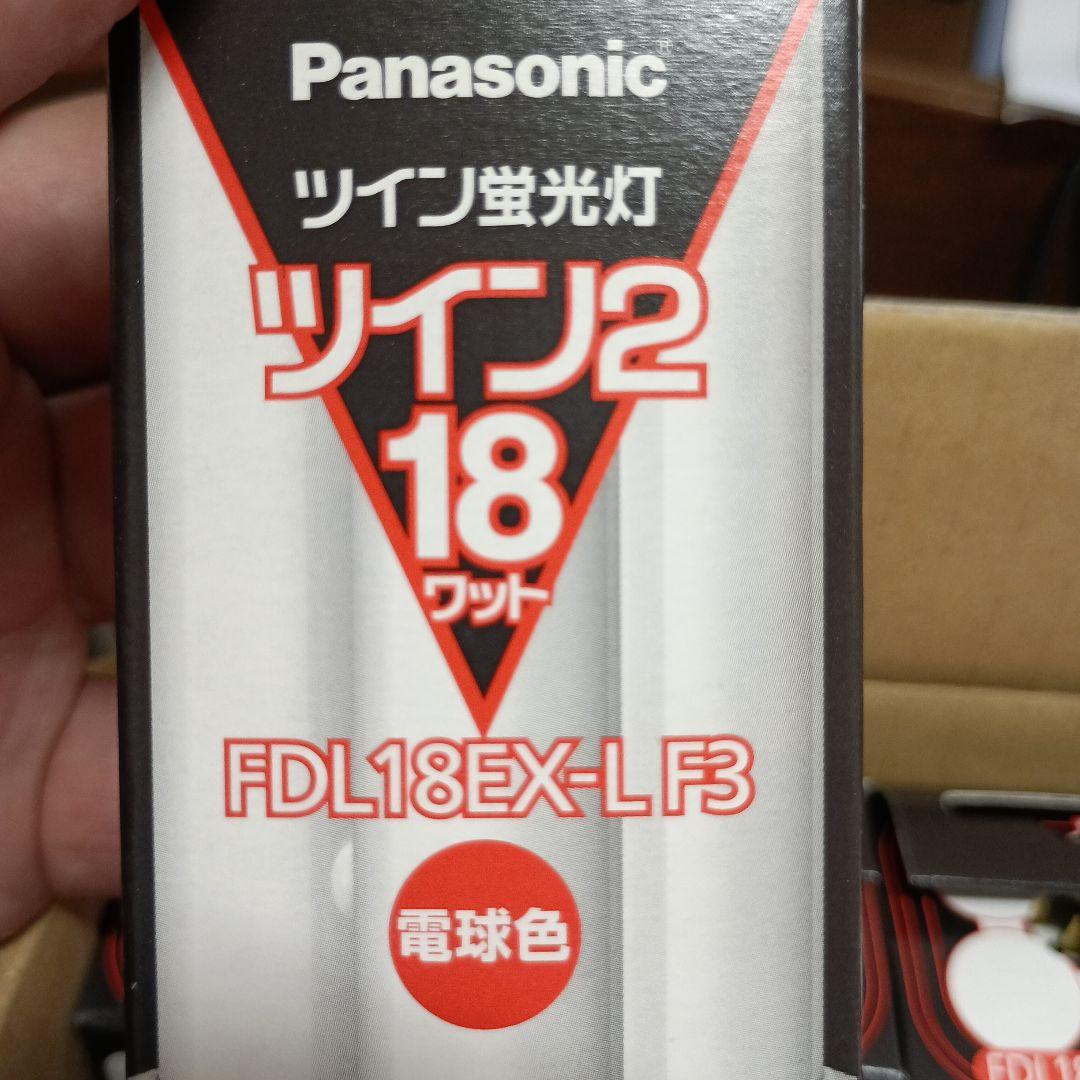 Panasonic®
ツイン蛍光灯
ツイン2
18
ワット
FDL18EX-L F3
電球色
FDL18